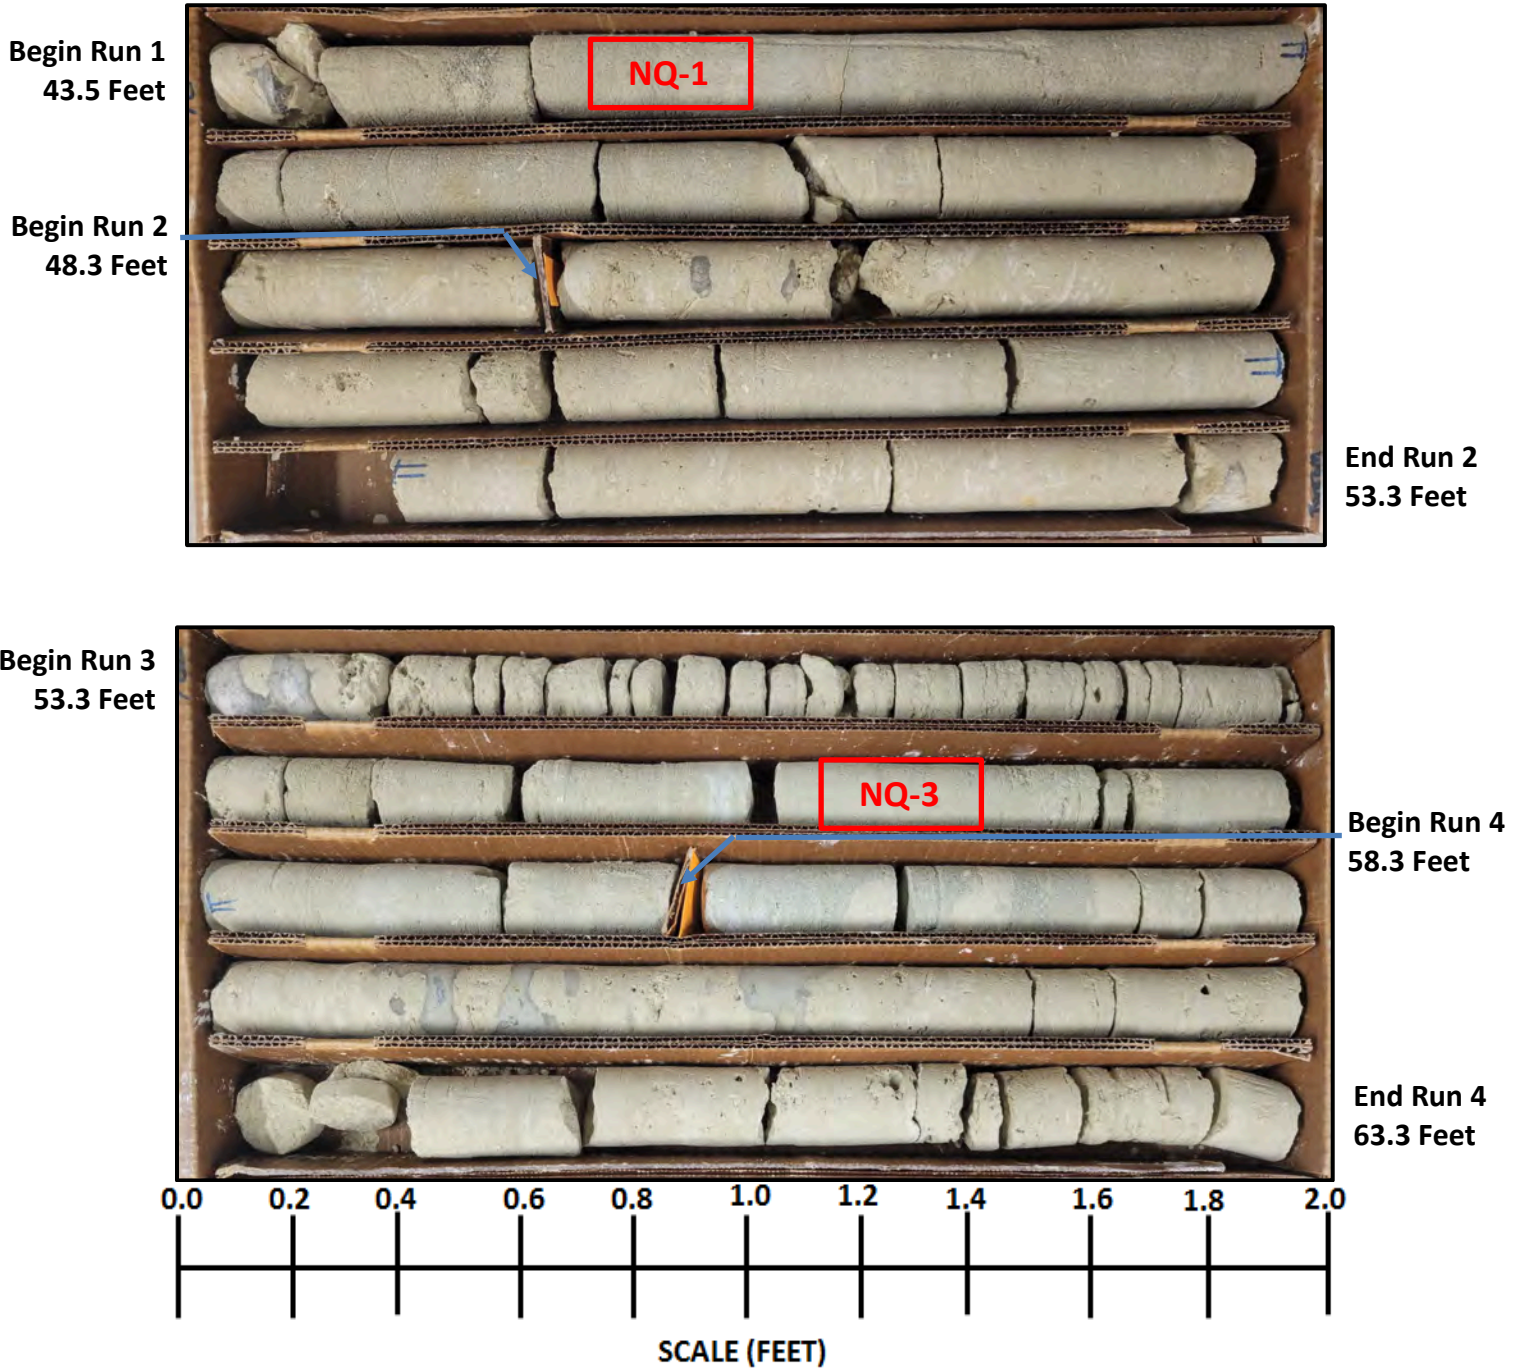 Begin Run 1
43.5 Feet
NQ-1
Begin Run 2
48.3 Feet
End Run 2
53.3 Feet
Begin Run 3
53.3 Feet
NQ-3
Begin Run 4
58.3 Feet
End Run 4
63.3 Feet
0.0 0.2 0.4 0.6 0.8 1.0 1.2 1.4 1.6 1.8 2.0
SCALE (FEET)